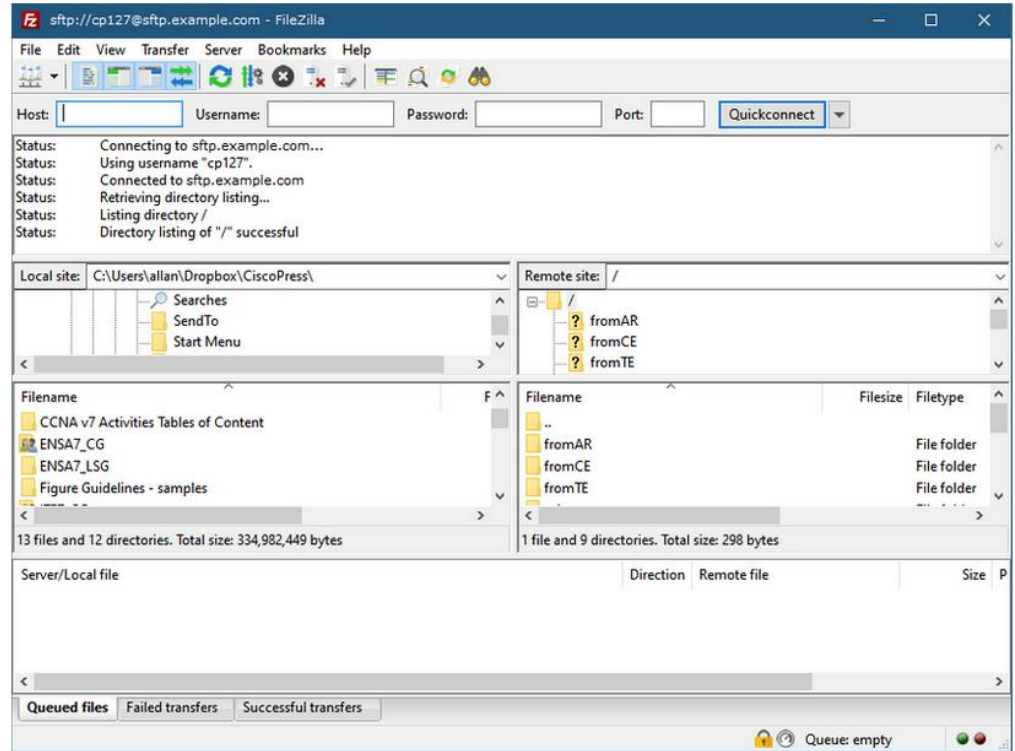 Fz sftp://cp127@sftp.example.com - FileZilla
File Edit View Transfer Server Bookmarks Help
Host: Username: Password: Port: Quickconnect
Status: Connecting to sftp.example.com...
Status: Using username "cp127".
Status: Connected to sftp.example.com
Status: Retrieving directory listing...
Status: Listing directory /
Status: Directory listing of "/" successful
Local site: C:\Users\allan\Dropbox\CiscoPress\
Searches
SendTo
Start Menu
Remote site: /
/
? fromAR
? fromCE
? fromTE
Filename F
CCNA v7 Activities Tables of Content
ENSA7_CG
ENSA7_LSG
Figure Guidelines - samples
13 files and 12 directories. Total size: 334,982,449 bytes
Filename Filesize Filetype
..
fromAR File folder
fromCE File folder
fromTE File folder
1 file and 9 directories. Total size: 298 bytes
Server/Local file Direction Remote file Size P
Queued files Failed transfers Successful transfers
Queue: empty